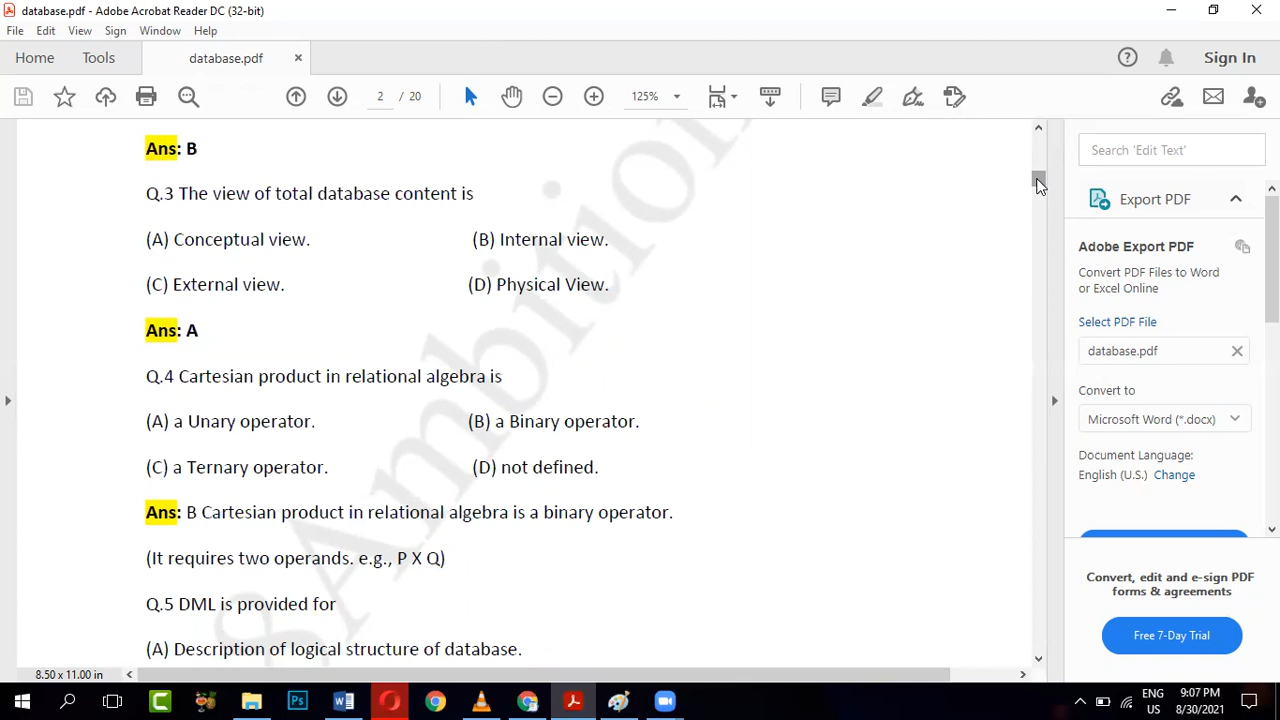 database.pdf - Adobe Acrobat Reader DC (32-bit)
File Edit View Sign Window Help
Home Tools database.pdf × Sign In
2 / 20 125%
Ans: B
Q.3 The view of total database content is
(A) Conceptual view. (B) Internal view.
(C) External view. (D) Physical View.
Ans: A
Q.4 Cartesian product in relational algebra is
(A) a Unary operator. (B) a Binary operator.
(C) a Ternary operator. (D) not defined.
Ans: B Cartesian product in relational algebra is a binary operator.
(It requires two operands. e.g., P X Q)
Q.5 DML is provided for
(A) Description of logical structure of database.
8Ambition
8.50 x 11.00 in
Search 'Edit Text'
Export PDF
Adobe Export PDF
Convert PDF Files to Word
or Excel Online
Select PDF File
database.pdf
Convert to
Microsoft Word (*.docx)
Document Language:
English (U.S.) Change
Convert, edit and e-sign PDF
forms & agreements
Free 7-Day Trial
ENG
US
9:07 PM
8/30/2021